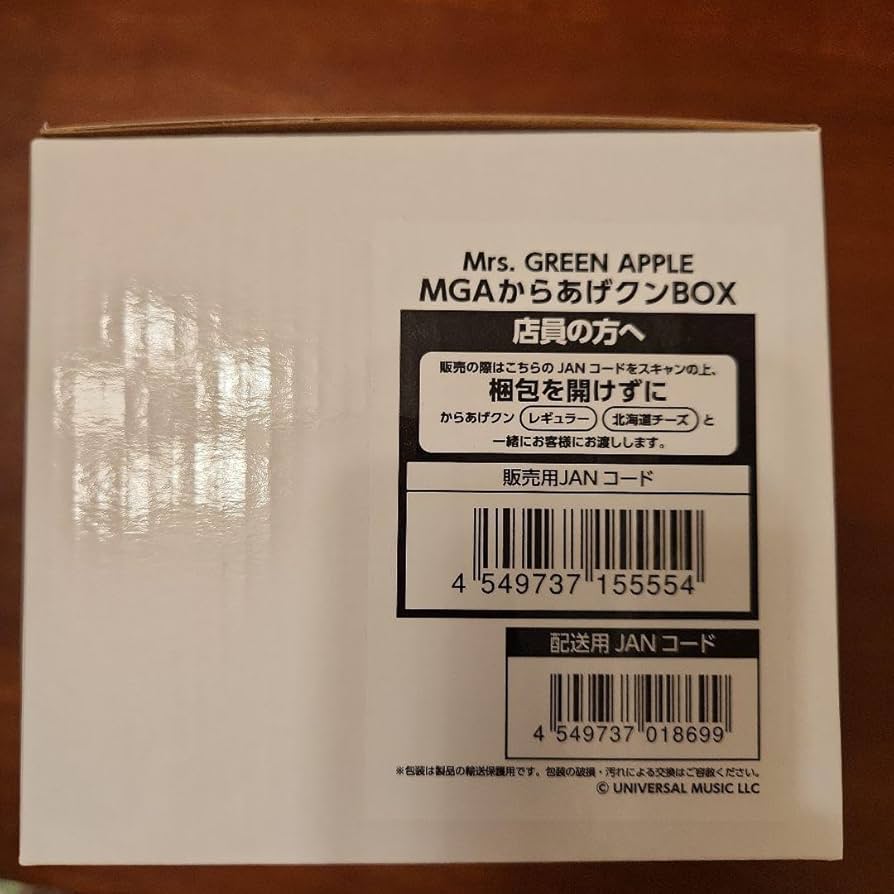 Mrs. GREEN APPLE
MGAからあげクンBOX
店員の方へ
販売の際はこちらの JAN コードをスキャンの上、
梱包を開けずに
からあげクン レギュラー 北海道チーズ と
一緒にお客様にお渡しします。
販売用JAN コード
4 549737 155554
配送用 JAN コード
4 549737 018699
※包装は製品の輸送保護用です。包装の破損・汚れによる交換はご容赦ください。
© UNIVERSAL MUSIC LLC